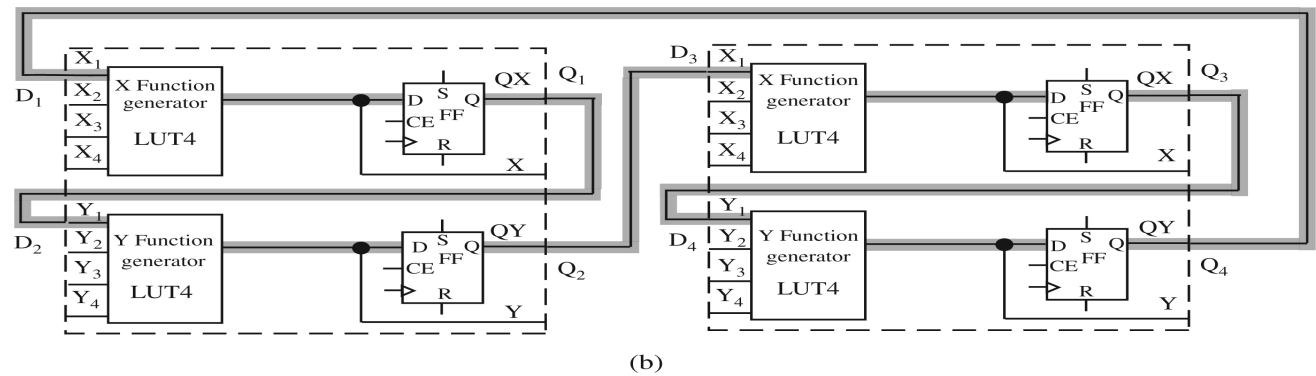 D₁
X₁
X₂
X₃
X₄
X Function
generator
LUT4
D
S
Q
CE
FF
R
QX
Q₁
X
D₂
Y₁
Y₂
Y₃
Y₄
Y Function
generator
LUT4
D
S
Q
CE
FF
R
QY
Q₂
Y
D₃
X₁
X₂
X₃
X₄
X Function
generator
LUT4
D
S
Q
CE
FF
R
QX
Q₃
X
D₄
Y₁
Y₂
Y₃
Y₄
Y Function
generator
LUT4
D
S
Q
CE
FF
R
QY
Q₄
Y
(b)